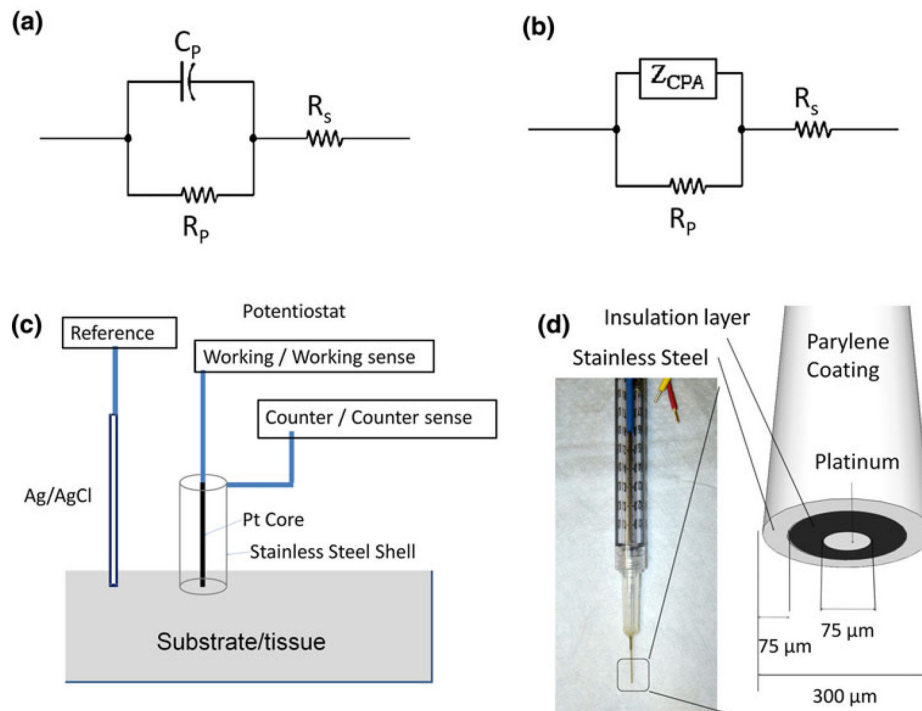 (a)
C_P
R_s
R_P
(b)
Z_CPA
R_s
R_P
(c)
Potentiostat
Reference
Working / Working sense
Counter / Counter sense
Ag/AgCl
Pt Core
Stainless Steel Shell
Substrate/tissue
(d)
Insulation layer
Stainless Steel
Parylene
Coating
Platinum
75 µm
75 µm
300 µm